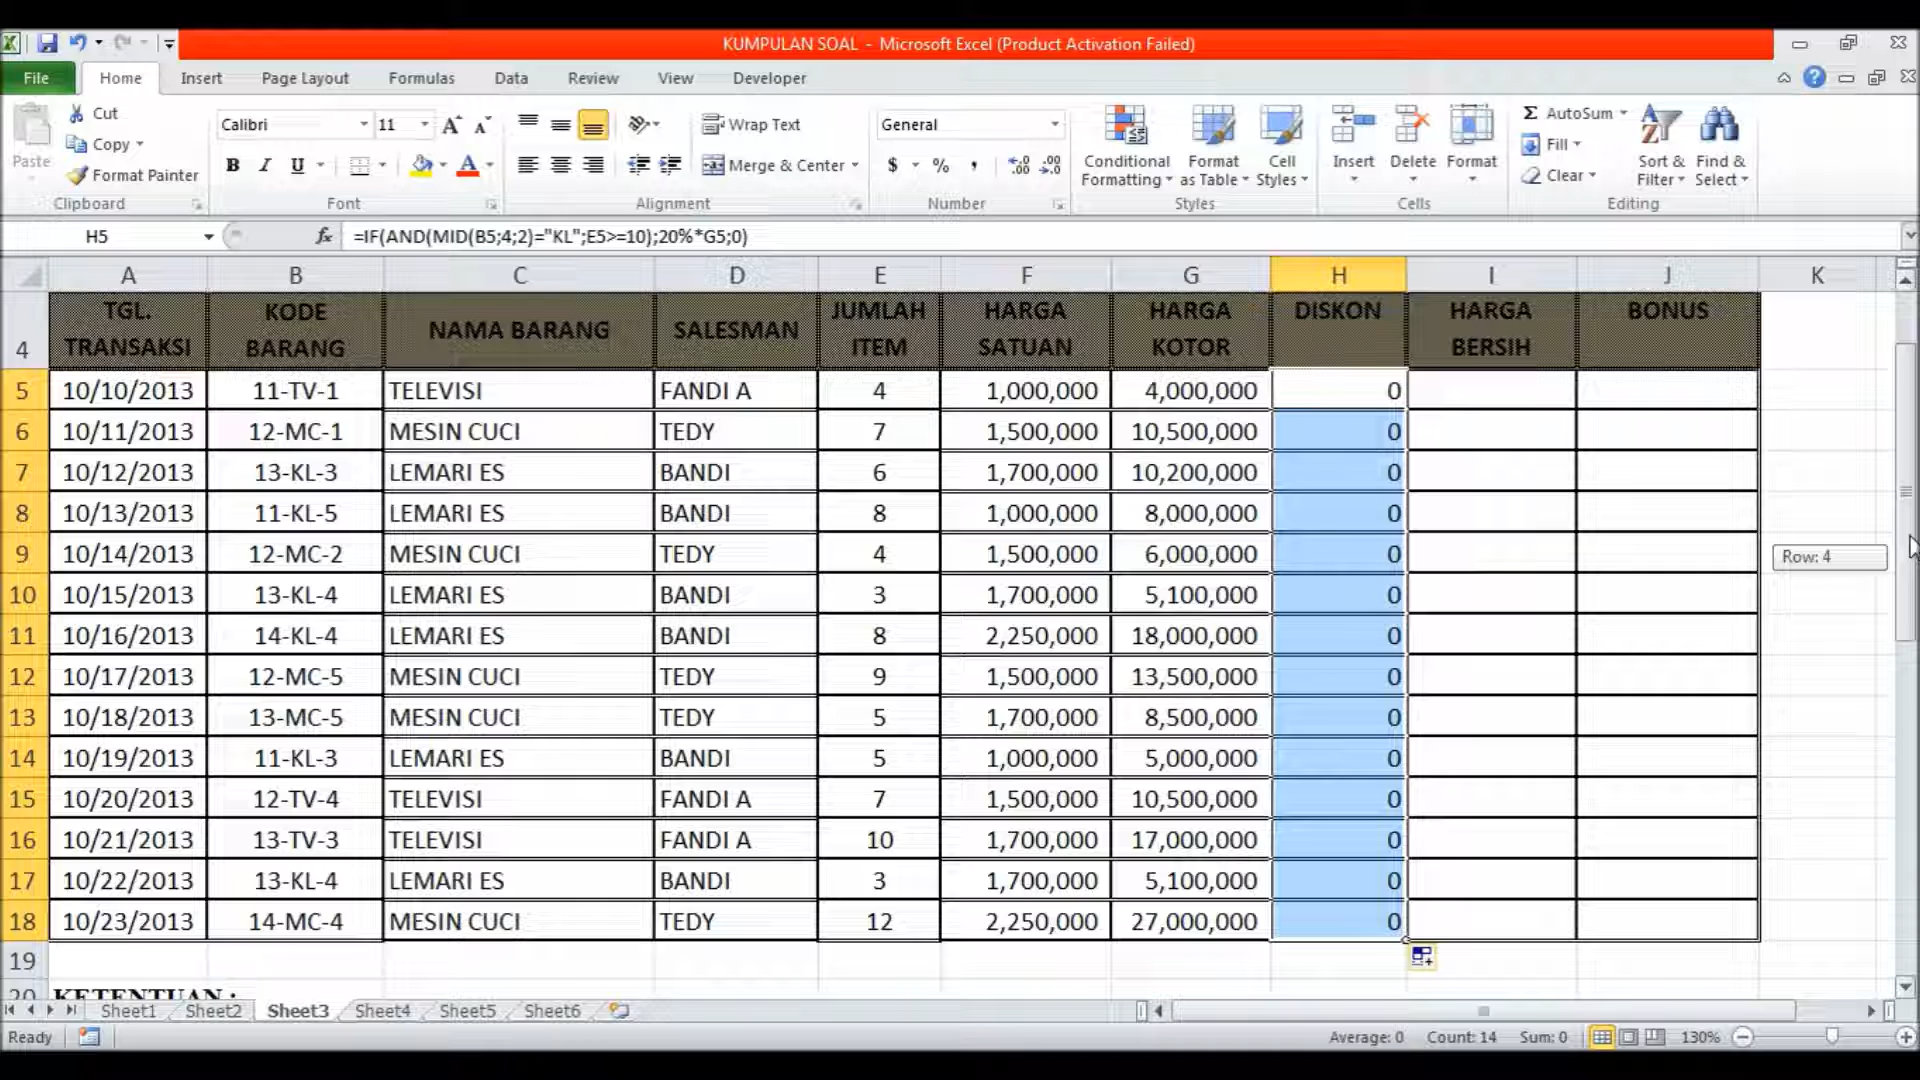 KUMPULAN SOAL - Microsoft Excel (Product Activation Failed)
File Home Insert Page Layout Formulas Data Review View Developer
Paste Cut Copy Format Painter Clipboard
Calibri 11 B I U Font
Wrap Text Merge & Center Alignment
General $ % , Number
Conditional Formatting Format as Table Cell Styles Styles
Insert Delete Format Cells
Σ AutoSum Fill Clear Sort & Filter Find & Select Editing
H5 fx =IF(AND(MID(B5;4;2)="KL";E5>=10);20%*G5;0)
A B C D E F G H I J K
4 TGL. TRANSAKSI KODE BARANG NAMA BARANG SALESMAN JUMLAH ITEM HARGA SATUAN HARGA KOTOR DISKON HARGA BERSIH BONUS
5 10/10/2013 11-TV-1 TELEVISI FANDI A 4 1,000,000 4,000,000 0
6 10/11/2013 12-MC-1 MESIN CUCI TEDY 7 1,500,000 10,500,000 0
7 10/12/2013 13-KL-3 LEMARI ES BANDI 6 1,700,000 10,200,000 0
8 10/13/2013 11-KL-5 LEMARI ES BANDI 8 1,000,000 8,000,000 0
9 10/14/2013 12-MC-2 MESIN CUCI TEDY 4 1,500,000 6,000,000 0
Row: 4
10 10/15/2013 13-KL-4 LEMARI ES BANDI 3 1,700,000 5,100,000 0
11 10/16/2013 14-KL-4 LEMARI ES BANDI 8 2,250,000 18,000,000 0
12 10/17/2013 12-MC-5 MESIN CUCI TEDY 9 1,500,000 13,500,000 0
13 10/18/2013 13-MC-5 MESIN CUCI TEDY 5 1,700,000 8,500,000 0
14 10/19/2013 11-KL-3 LEMARI ES BANDI 5 1,000,000 5,000,000 0
15 10/20/2013 12-TV-4 TELEVISI FANDI A 7 1,500,000 10,500,000 0
16 10/21/2013 13-TV-3 TELEVISI FANDI A 10 1,700,000 17,000,000 0
17 10/22/2013 13-KL-4 LEMARI ES BANDI 3 1,700,000 5,100,000 0
18 10/23/2013 14-MC-4 MESIN CUCI TEDY 12 2,250,000 27,000,000 0
19
20 KETENTUAN :
Sheet1 Sheet2 Sheet3 Sheet4 Sheet5 Sheet6
Ready Average: 0 Count: 14 Sum: 0 130%